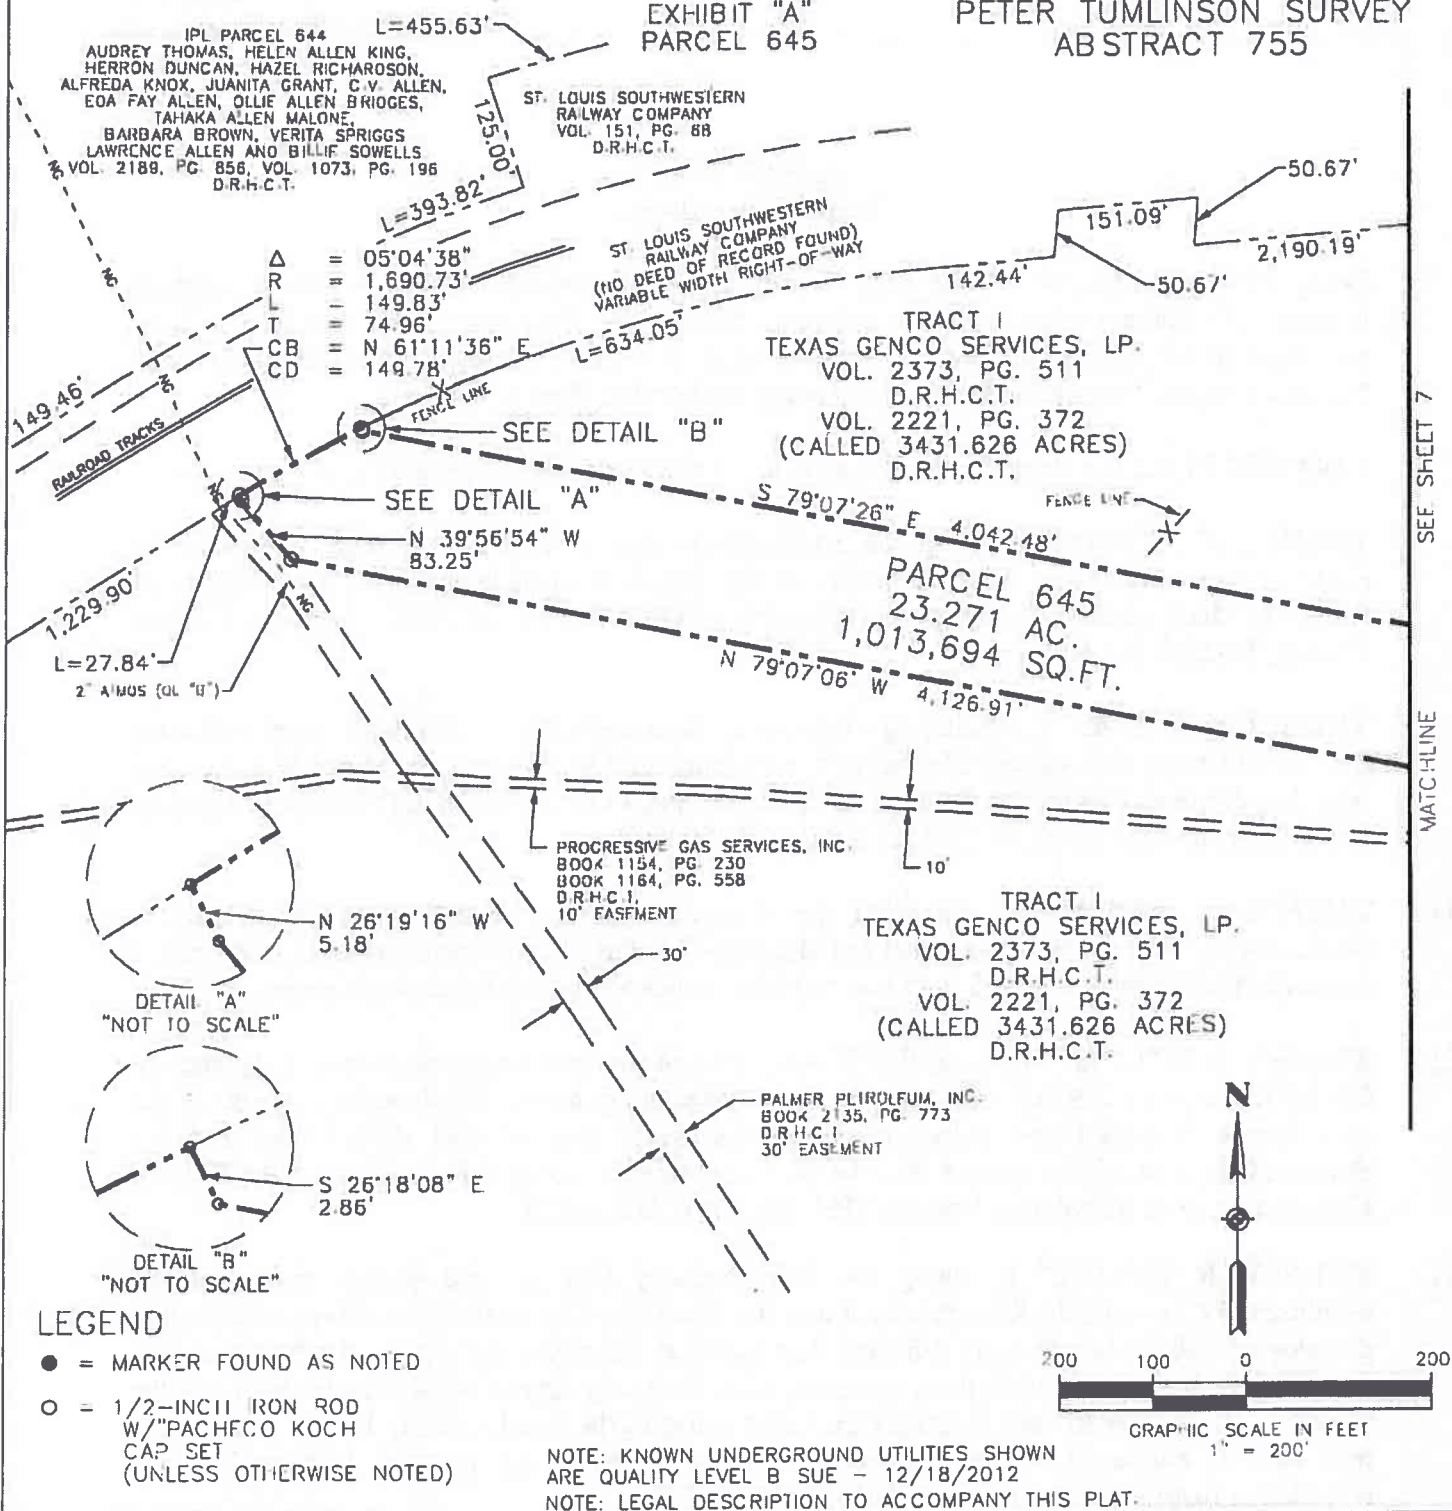 EXHIBIT "A"
PARCEL 645
PETER TUMLINSON SURVEY
ABSTRACT 755
IPL PARCEL 644
AUDREY THOMAS, HELEN ALLEN KING,
HERRON DUNCAN, HAZEL RICHAROSON,
ALFREDA KNOX, JUANITA GRANT, C.V. ALLEN,
EOA FAY ALLEN, OLLIE ALLEN BRIOGES,
TAHAKA ALLEN MALONE,
BARBARA BROWN, VERITA SPRIGGS
LAWRENCE ALLEN AND BILLIE SOWELLS
VOL. 2189, PG. 856, VOL. 1073, PG. 196
D.R.H.C.T.
L=455.63'
125.00'
ST. LOUIS SOUTHWESTERN
RAILWAY COMPANY
VOL. 151, PG. 68
D.R.H.C.T.
L=393.82'
ST. LOUIS SOUTHWESTERN
RAILWAY COMPANY
(NO DEED OF RECORD FOUND)
VARIABLE WIDTH RIGHT-OF-WAY
50.67'
151.09'
2,190.19'
142.44'
50.67'
Δ = 05°04'38"
R = 1,690.73'
L = 149.83'
T = 74.96'
CB = N 61°11'36" E
CD = 149.78'
L=634.05'
FENCE LINE
TRACT I
TEXAS GENCO SERVICES, LP.
VOL. 2373, PG. 511
D.R.H.C.T.
VOL. 2221, PG. 372
(CALLED 3431.626 ACRES)
D.R.H.C.T.
149.46'
RAILROAD TRACKS
SEE DETAIL "B"
SEE DETAIL "A"
N 39°56'54" W
83.25'
S 79°07'26" E 4,042.48'
FENCE LINE
SEE SHEET 7
MATCHLINE
PARCEL 645
23.271 AC.
1,013,694 SQ.FT.
N 79°07'06" W 4,126.91'
1,229.90'
L=27.84'
2" ATMOS (QL "B")
PROGRESSIVE GAS SERVICES, INC.
BOOK 1154, PG. 230
BOOK 1164, PG. 558
D.R.H.C.T.
10' EASEMENT
10'
N 26°19'16" W
5.18'
DETAIL "A"
"NOT TO SCALE"
30'
TRACT I
TEXAS GENCO SERVICES, LP.
VOL. 2373, PG. 511
D.R.H.C.T.
VOL. 2221, PG. 372
(CALLED 3431.626 ACRES)
D.R.H.C.T.
PALMER PETROLEUM, INC.
BOOK 2135, PG. 773
D.R.H.C.T.
30' EASEMENT
S 26°18'08" E
2.86'
DETAIL "B"
"NOT TO SCALE"
N
LEGEND
● = MARKER FOUND AS NOTED
○ = 1/2-INCH IRON ROD
W/"PACHECO KOCH
CAP SET
(UNLESS OTHERWISE NOTED)
200 100 0 200
GRAPHIC SCALE IN FEET
1" = 200'
NOTE: KNOWN UNDERGROUND UTILITIES SHOWN
ARE QUALITY LEVEL B SUE - 12/18/2012
NOTE: LEGAL DESCRIPTION TO ACCOMPANY THIS PLAT.